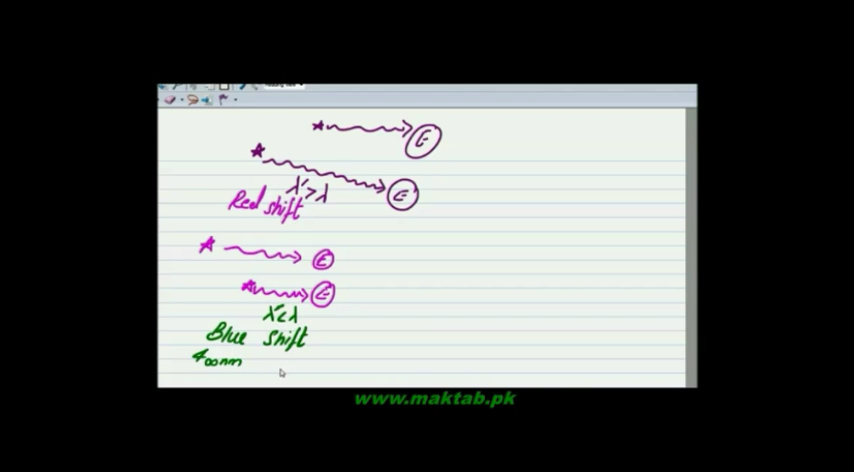 E
λ' > λ
E
Red shift
E
E
λ' < λ
Blue shift
400nm
www.maktab.pk